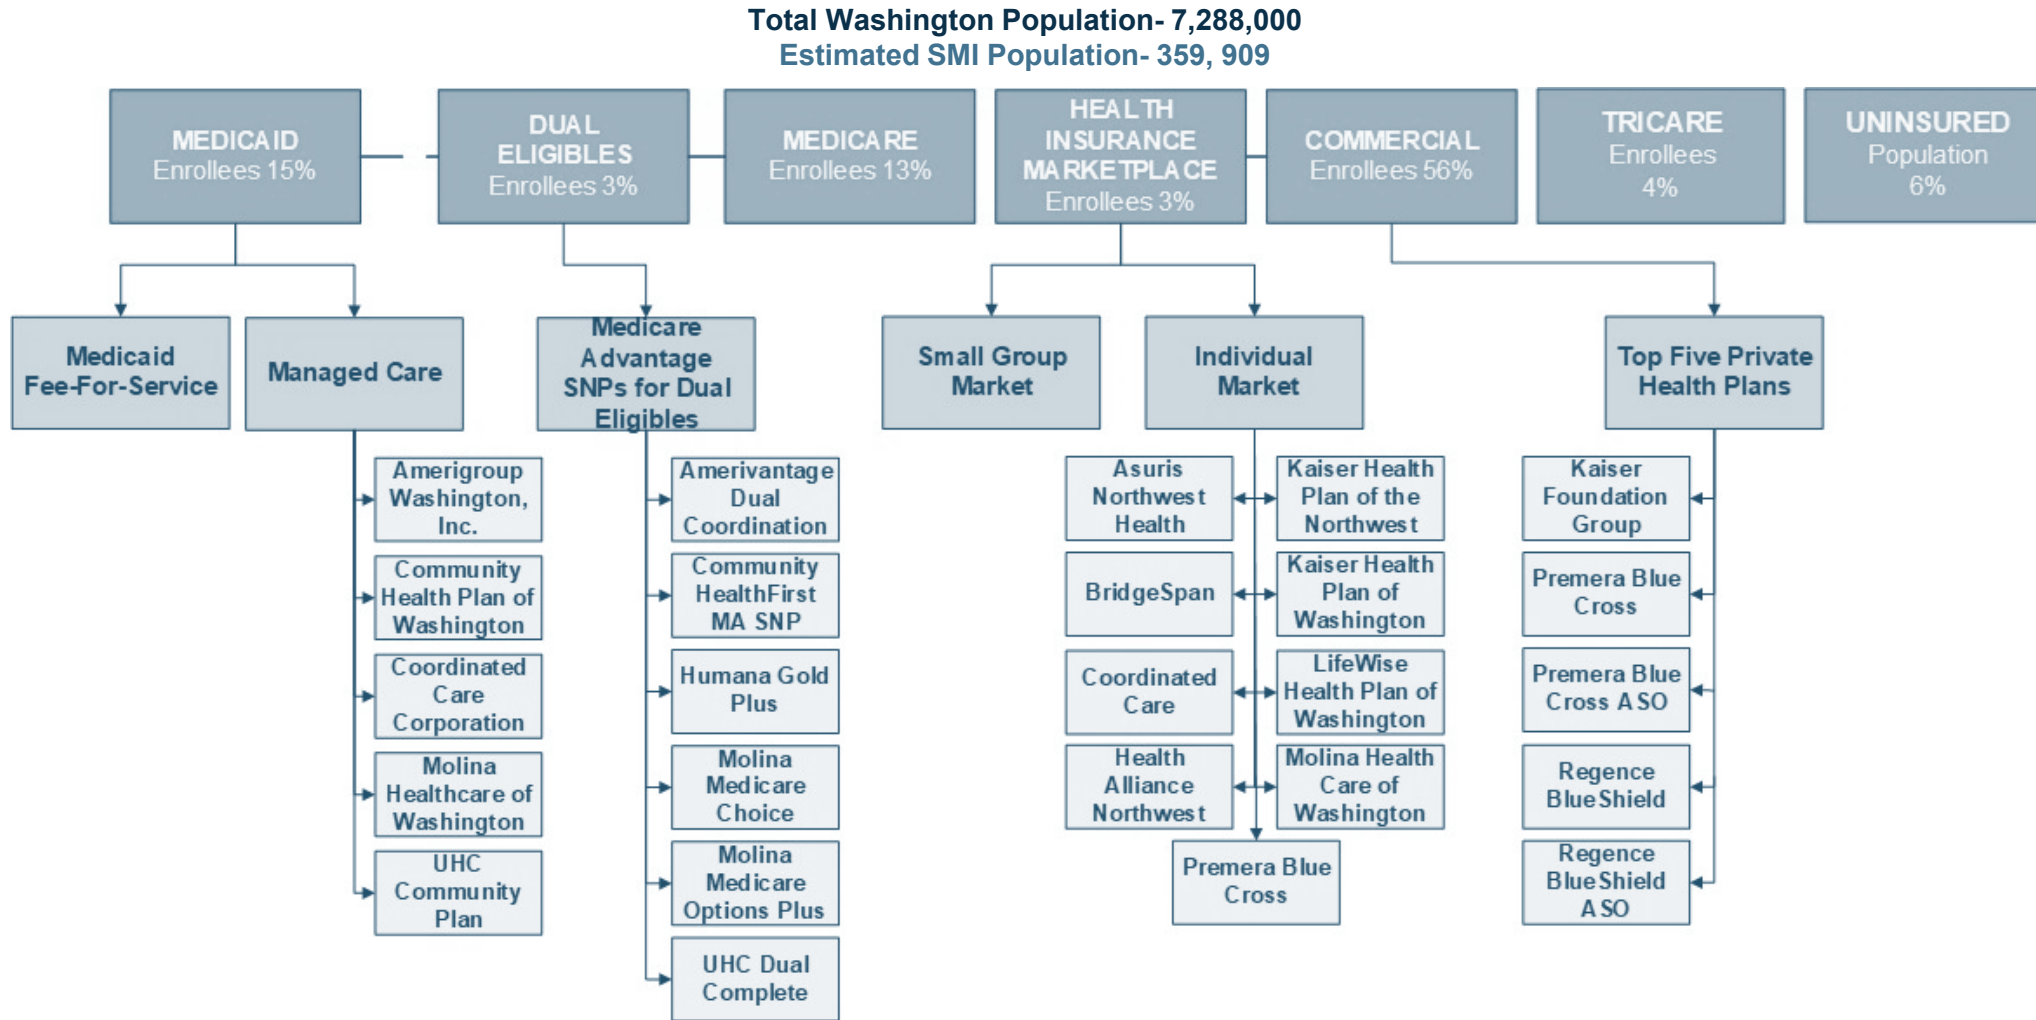 Total Washington Population- 7,288,000
Estimated SMI Population- 359, 909
MEDICAID
Enrollees 15%
DUAL
ELIGIBLES
Enrollees 3%
MEDICARE
Enrollees 13%
HEALTH
INSURANCE
MARKETPLACE
Enrollees 3%
COMMERCIAL
Enrollees 56%
TRICARE
Enrollees
4%
UNINSURED
Population
6%
Medicaid
Fee-For-Service
Managed Care
Medicare
Advantage
SNPs for Dual
Eligibles
Small Group
Market
Individual
Market
Top Five Private
Health Plans
Amerigroup
Washington,
Inc.
Community
Health Plan of
Washington
Coordinated
Care
Corporation
Molina
Healthcare of
Washington
UHC
Community
Plan
Amerivantage
Dual
Coordination
Community
HealthFirst
MA SNP
Humana Gold
Plus
Molina
Medicare
Choice
Molina
Medicare
Options Plus
UHC Dual
Complete
Asuris
Northwest
Health
BridgeSpan
Coordinated
Care
Health
Alliance
Northwest
Kaiser Health
Plan of the
Northwest
Kaiser Health
Plan of
Washington
LifeWise
Health Plan of
Washington
Molina Health
Care of
Washington
Premera Blue
Cross
Kaiser
Foundation
Group
Premera Blue
Cross
Premera Blue
Cross ASO
Regence
BlueShield
Regence
BlueShield
ASO